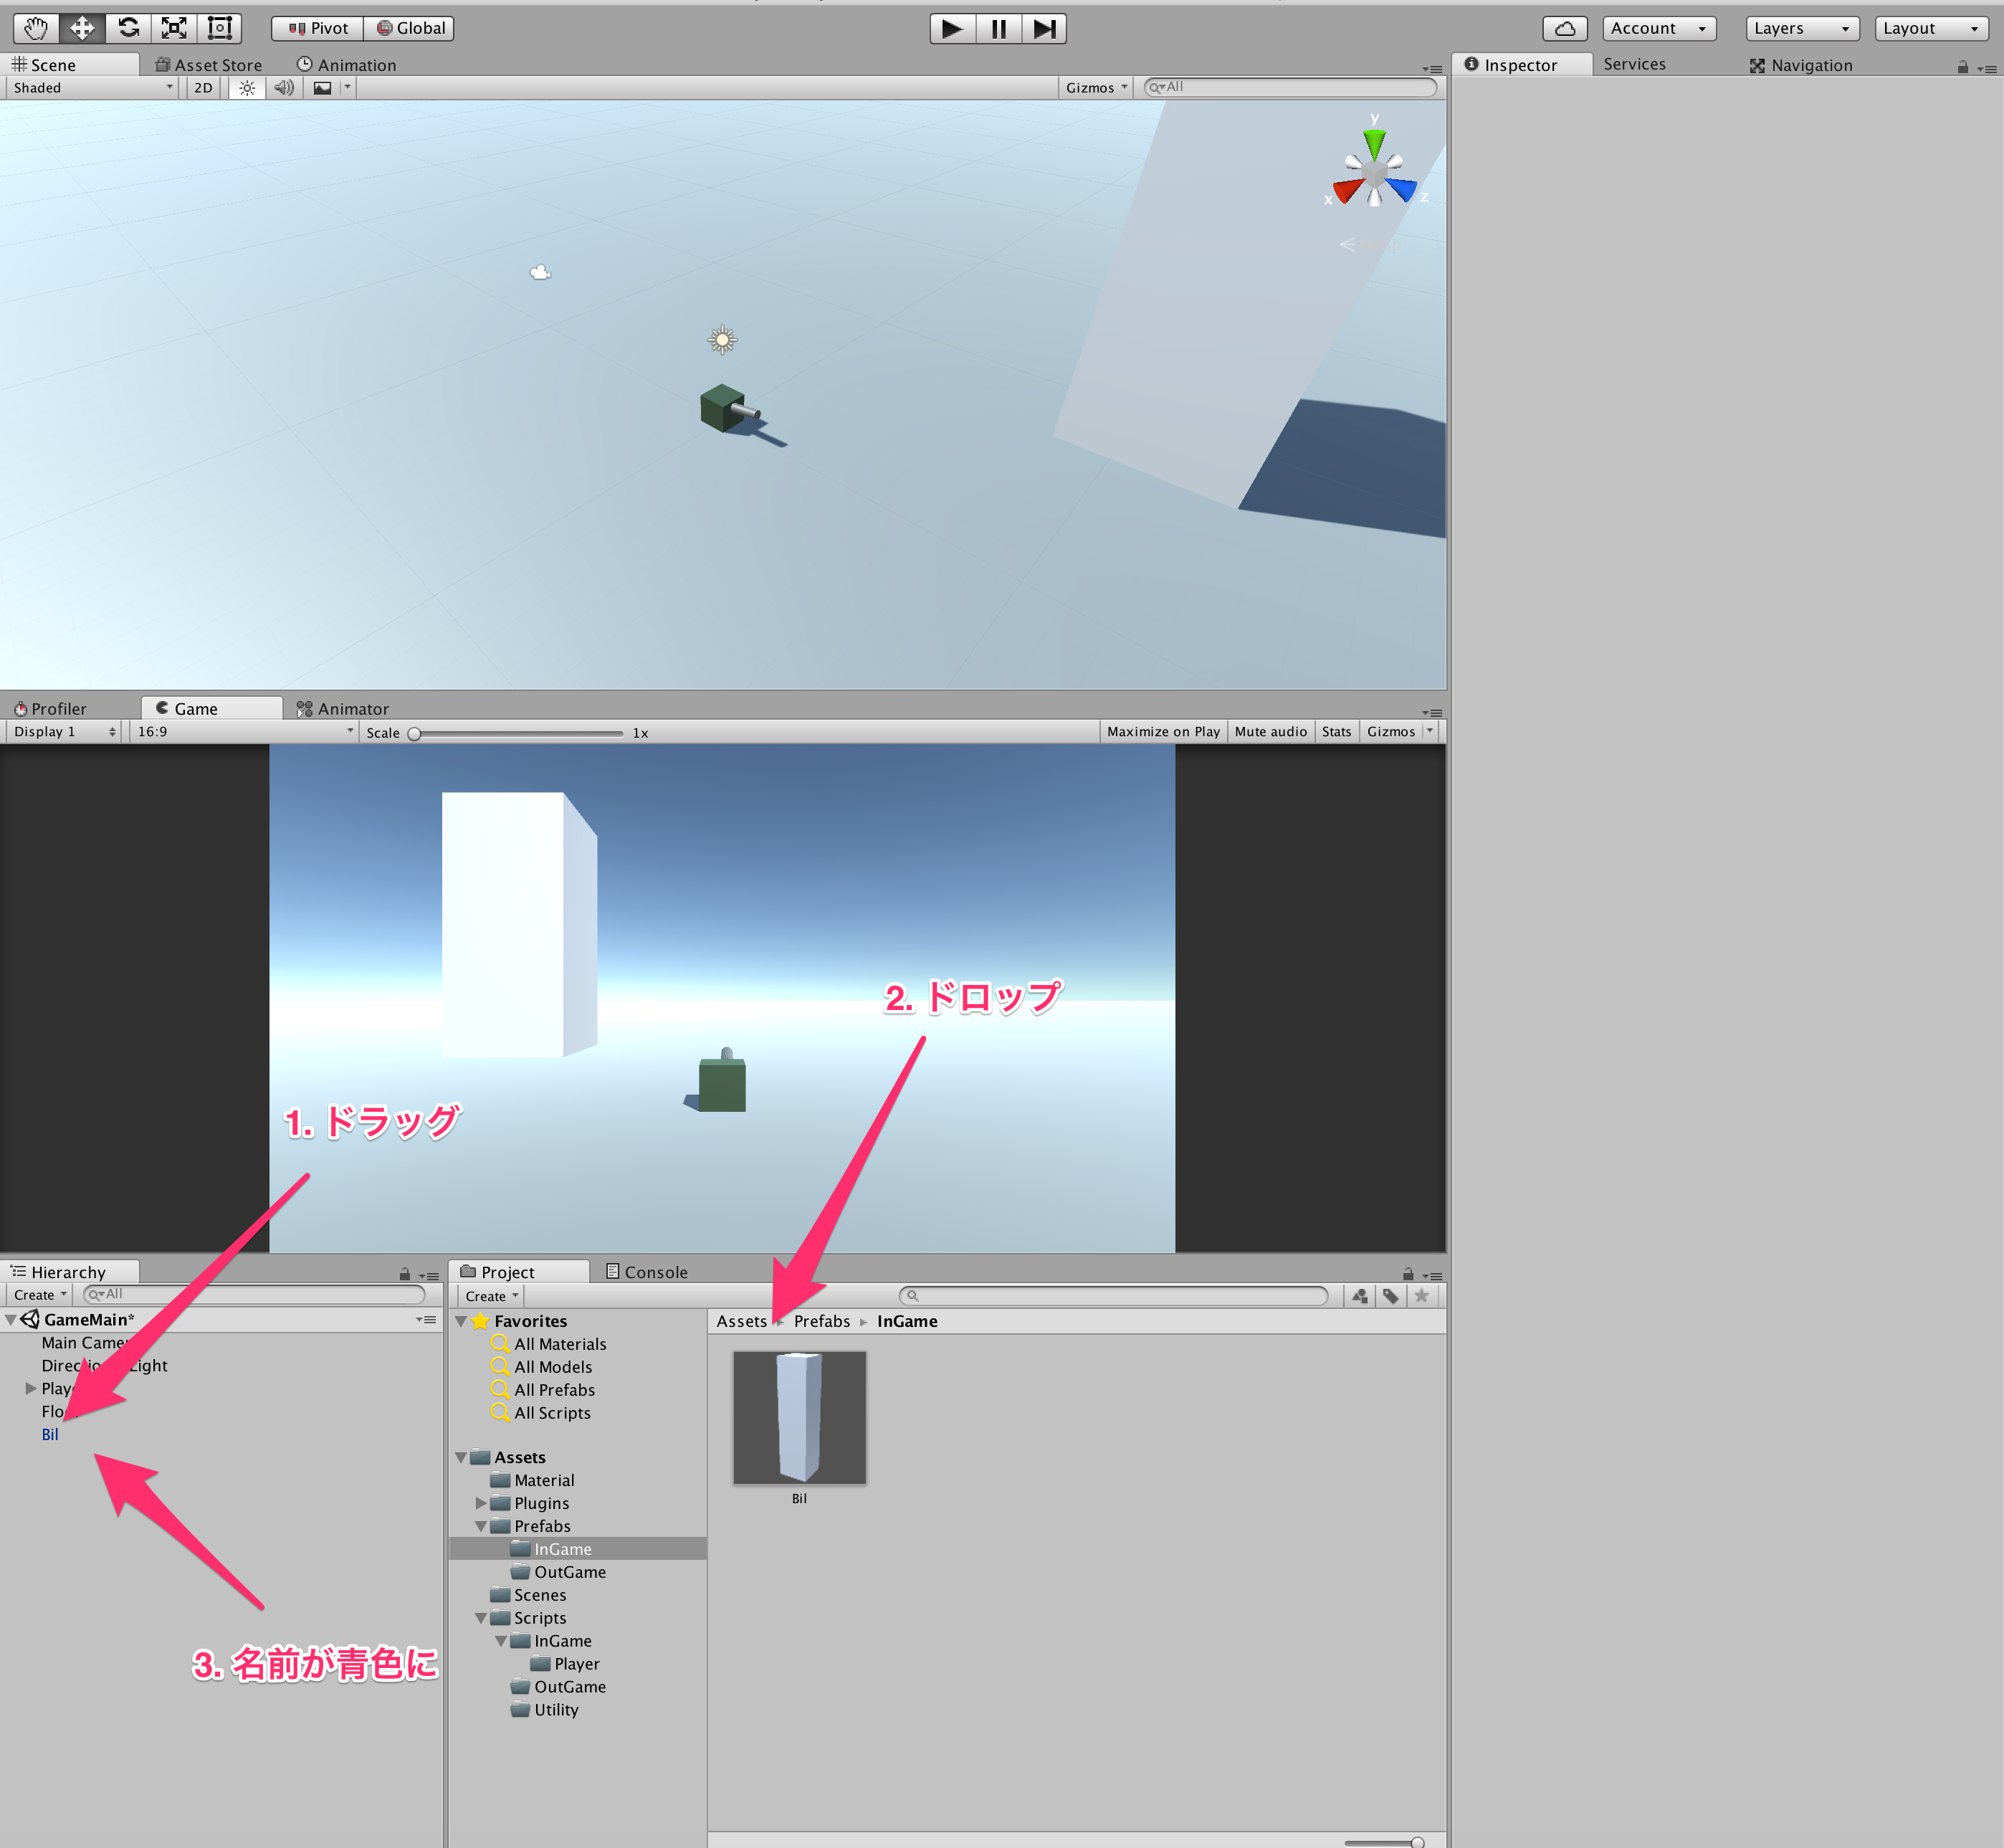 Pivot Global Account Layers Layout
Scene Asset Store Animation Inspector Services Navigation
Shaded 2D Gizmos All
y
x z
Profiler Game Animator
Display 1 16:9 Scale 1x Maximize on Play Mute audio Stats Gizmos
2. ドロップ
1. ドラッグ
Hierarchy
Create All
GameMain*
Main Camera
Light
Bil
3. 名前が青色に
Project Console
Create
Favorites
All Materials
All Models
All Prefabs
All Scripts
Assets
Material
Plugins
Prefabs
InGame
OutGame
Scenes
Scripts
InGame
Player
OutGame
Utility
Assets Prefabs InGame
Bil